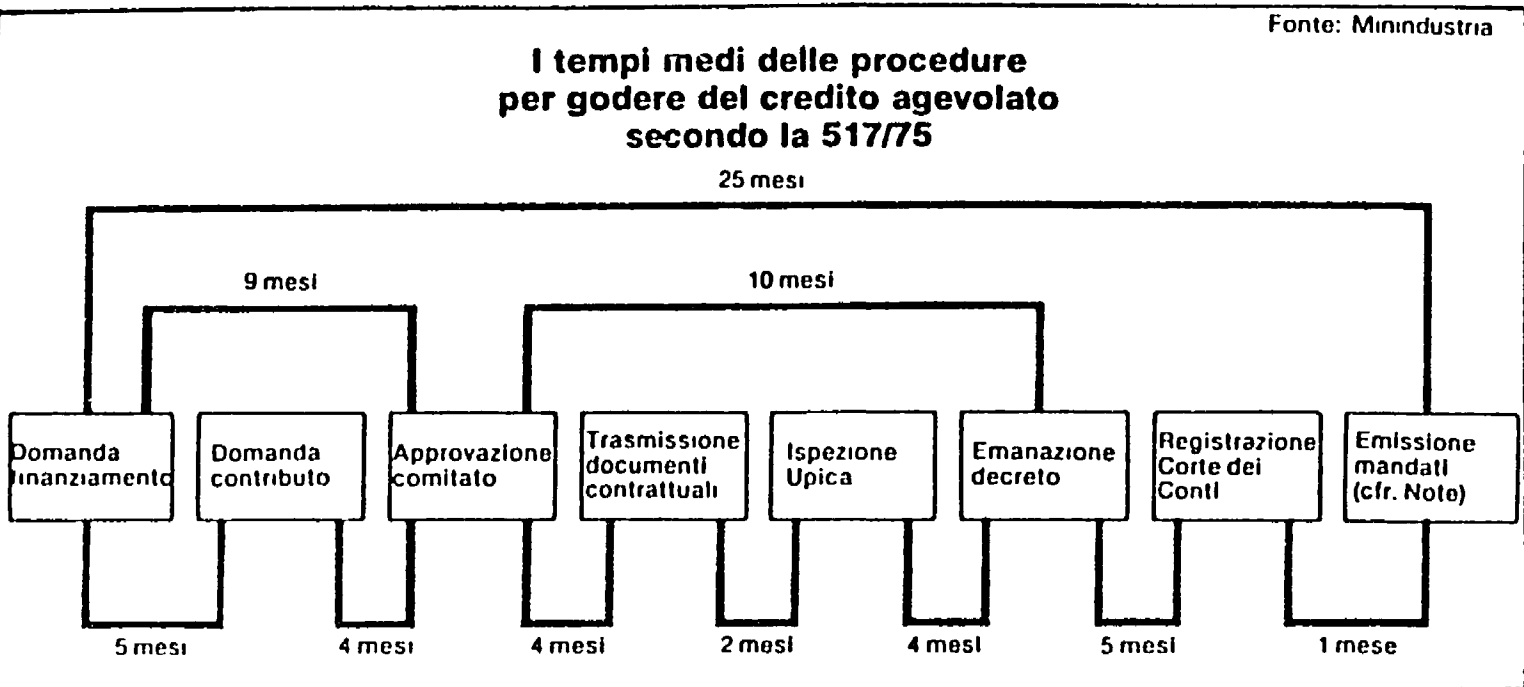 Fonte: Minindustria
I tempi medi delle procedure
per godere del credito agevolato
secondo la 517/75
25 mesi
9 mesi
10 mesi
Domanda
finanziamento
Domanda
contributo
Approvazione
comitato
Trasmissione
documenti
contrattuali
Ispezione
Upica
Emanazione
decreto
Registrazione
Corte dei
Conti
Emissione
mandati
(cfr. Note)
5 mesi
4 mesi
4 mesi
2 mesi
4 mesi
5 mesi
1 mese